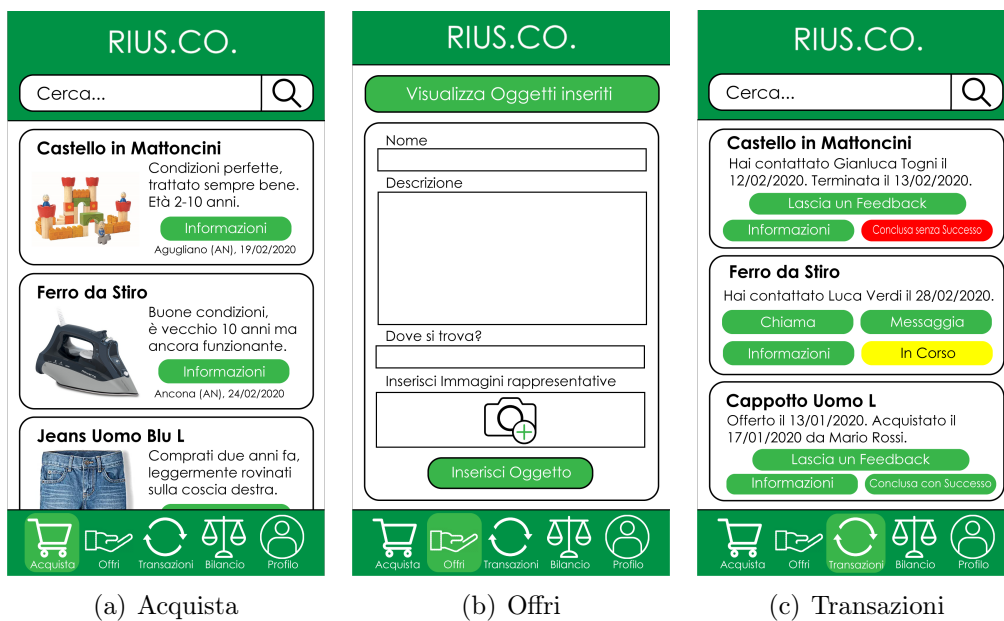 RIUS.CO.
Cerca...
Castello in Mattoncini
Condizioni perfette,
trattato sempre bene.
Età 2-10 anni.
Informazioni
Agugliano (AN), 19/02/2020
Ferro da Stiro
Buone condizioni,
è vecchio 10 anni ma
ancora funzionante.
Informazioni
Ancona (AN), 24/02/2020
Jeans Uomo Blu L
Comprati due anni fa,
leggermente rovinati
sulla coscia destra.
Acquista Offri Transazioni Bilancio Profilo
(a) Acquista
RIUS.CO.
Visualizza Oggetti inseriti
Nome
Descrizione
Dove si trova?
Inserisci Immagini rappresentative
Inserisci Oggetto
Acquista Offri Transazioni Bilancio Profilo
(b) Offri
RIUS.CO.
Cerca...
Castello in Mattoncini
Hai contattato Gianluca Togni il
12/02/2020. Terminata il 13/02/2020.
Lascia un Feedback
Informazioni Conclusa senza Successo
Ferro da Stiro
Hai contattato Luca Verdi il 28/02/2020.
Chiama Messaggia
Informazioni In Corso
Cappotto Uomo L
Offerto il 13/01/2020. Acquistato il
17/01/2020 da Mario Rossi.
Lascia un Feedback
Informazioni Conclusa con Successo
Acquista Offri Transazioni Bilancio Profilo
(c) Transazioni